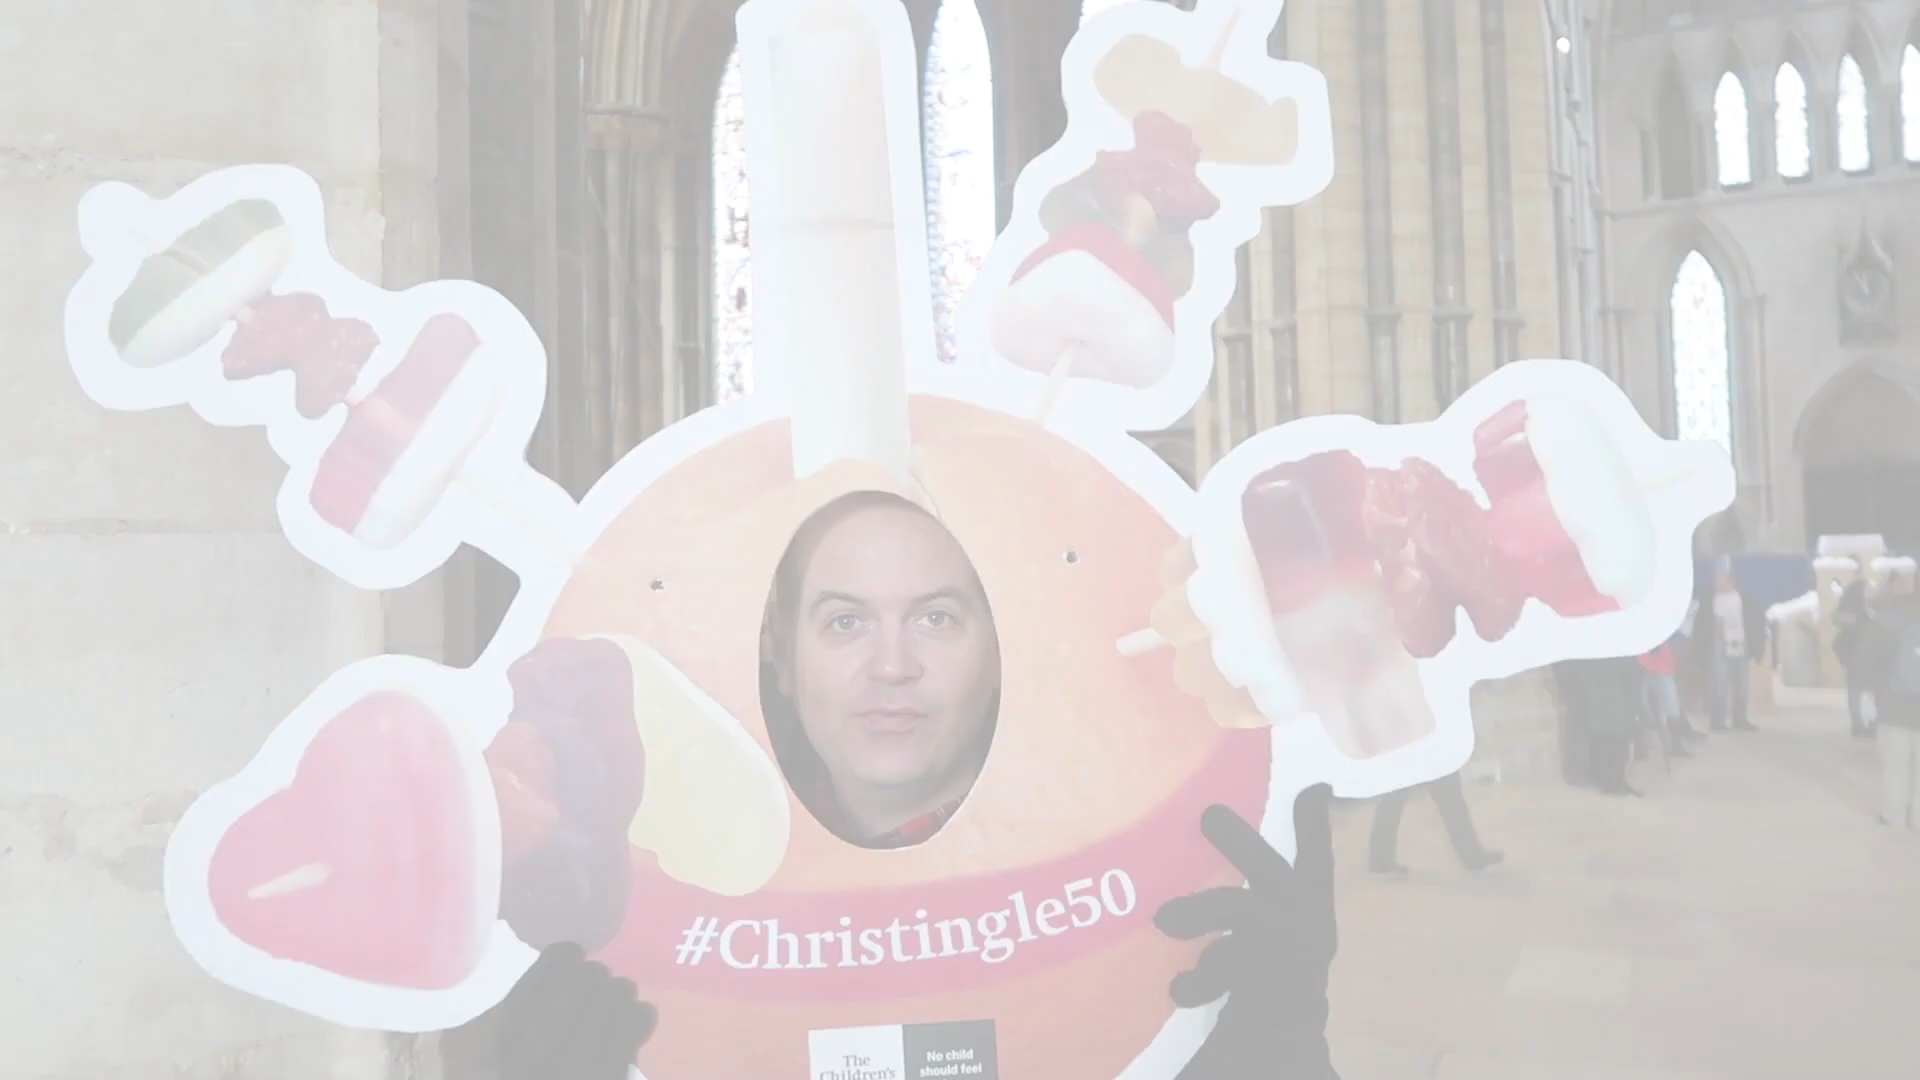 #Christingle50
The
Children's
No child
should feel